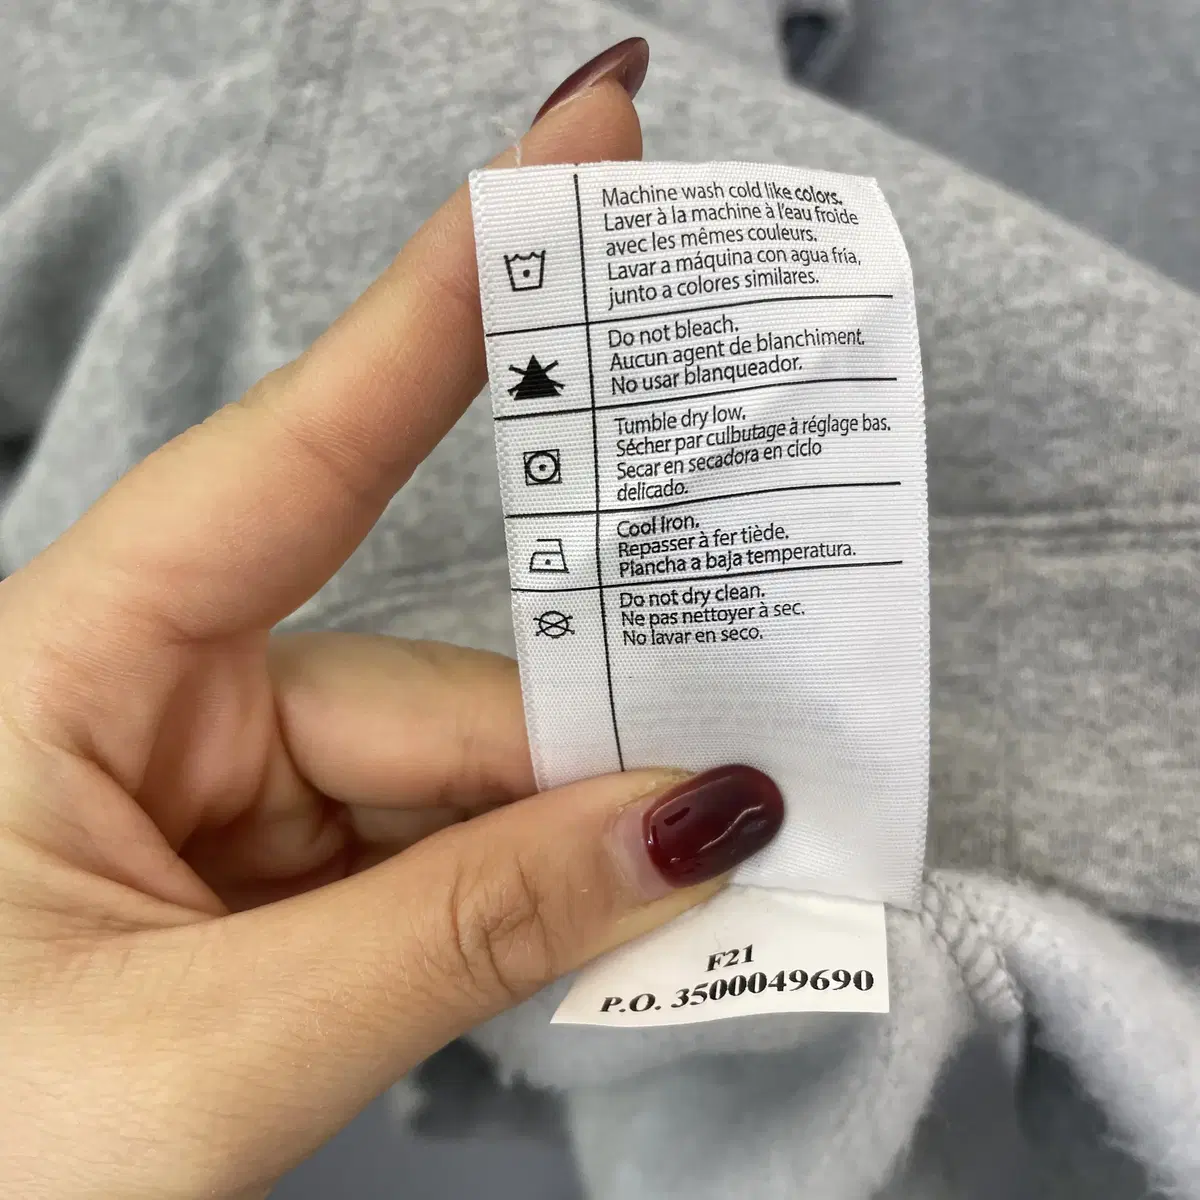 Machine wash cold like colors.
Laver à la machine à l'eau froide
avec les mêmes couleurs.
Lavar a máquina con agua fría,
junto a colores similares.
Do not bleach.
Aucun agent de blanchiment.
No usar blanqueador.
Tumble dry low.
Sécher par culbutage à réglage bas.
Secar en secadora en ciclo
delicado.
Cool Iron.
Repasser à fer tiède.
Plancha a baja temperatura.
Do not dry clean.
Ne pas nettoyer à sec.
No lavar en seco.
F21
P.O. 3500049690